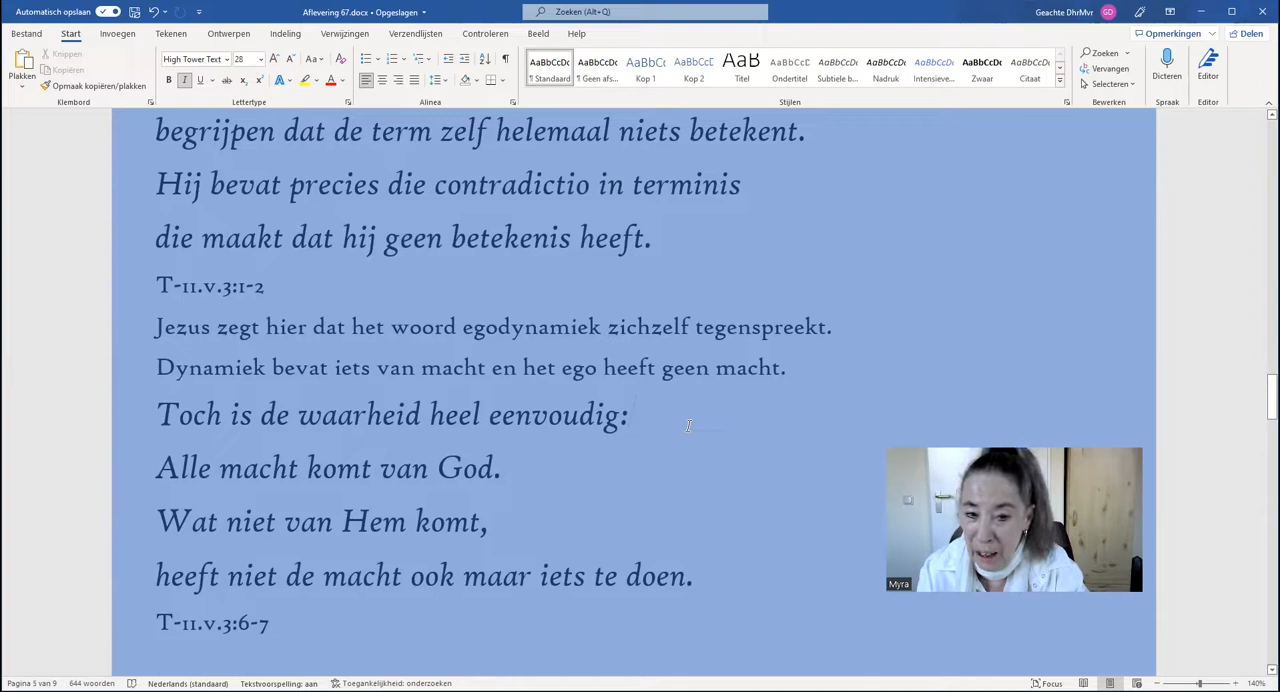 Automatisch opslaan
Aflevering 67.docx • Opgeslagen
Zoeken (Alt+Q)
Geachte DhrMvr
GD
Bestand Start Invoegen Tekenen Ontwerpen Indeling Verwijzingen Verzendlijsten Controleren Beeld Help
Opmerkingen
Delen
Plakken
Knippen
Kopiëren
Opmaak kopiëren/plakken
Klembord
High Tower Text 28
Lettertype
Alinea
AaBbCcDc AaBbCcDc AaBbCc AaBbCcC AaB AaBbCcDc AaBbCcDc AaBbCcDc AaBbCcDc AaBbCcDc AaBbCcDc
¶ Standaard ¶ Geen afs... Kop 1 Kop 2 Titel Ondertitel Subtiele b... Nadruk Intensieve... Zwaar Citaat
Stijlen
Zoeken
Vervangen
Selecteren
Bewerken
Dicteren
Spraak
Editor
Editor
begrijpen dat de term zelf helemaal niets betekent.
Hij bevat precies die contradictio in terminis
die maakt dat hij geen betekenis heeft.
T-11.v.3:1-2
Jezus zegt hier dat het woord egodynamiek zichzelf tegenspreekt.
Dynamiek bevat iets van macht en het ego heeft geen macht.
Toch is de waarheid heel eenvoudig:
Alle macht komt van God.
Wat niet van Hem komt,
heeft niet de macht ook maar iets te doen.
T-11.v.3:6-7
Myra
Pagina 5 van 9 644 woorden Nederlands (standaard) Tekstvoorspelling: aan Toegankelijkheid: onderzoeken
Focus
140%